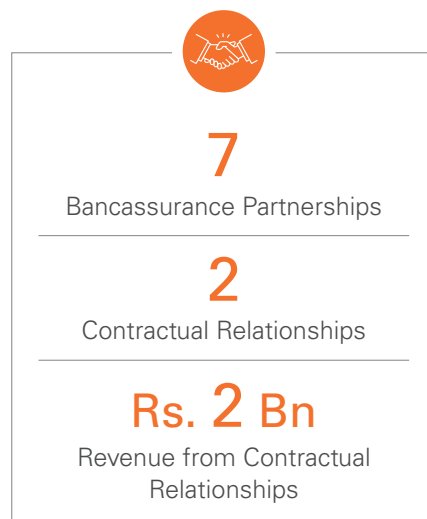 7
Bancassurance Partnerships
2
Contractual Relationships
Rs. 2 Bn
Revenue from Contractual
Relationships